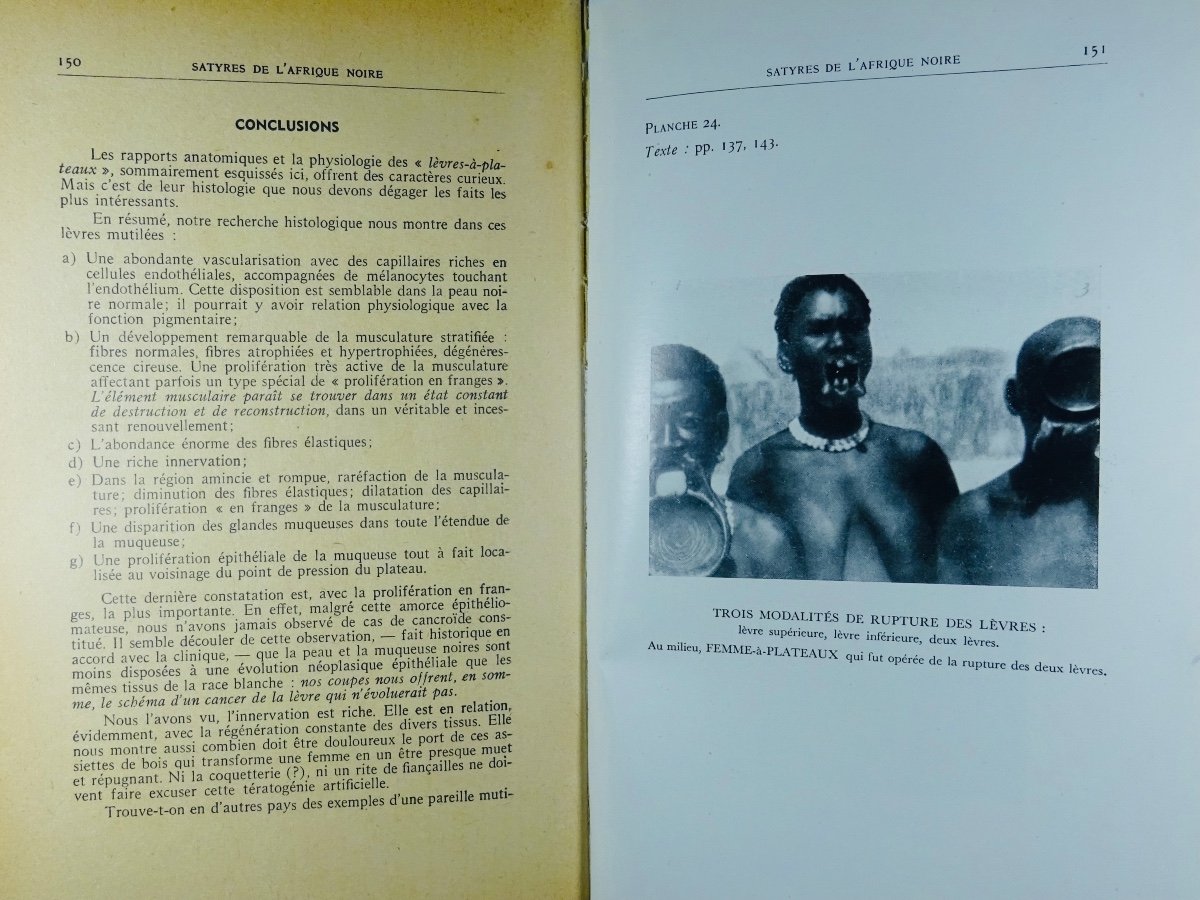 150
SATYRES DE L'AFRIQUE NOIRE
CONCLUSIONS
Les rapports anatomiques et la physiologie des « lèvres-à-pla-
teaux », sommairement esquissés ici, offrent des caractères curieux.
Mais c'est de leur histologie que nous devons dégager les faits les
plus intéressants.
En résumé, notre recherche histologique nous montre dans ces
lèvres mutilées :
a) Une abondante vascularisation avec des capillaires riches en
cellules endothéliales, accompagnées de mélanocytes touchant
l'endothélium. Cette disposition est semblable dans la peau noi-
re normale; il pourrait y avoir relation physiologique avec la
fonction pigmentaire;
b) Un développement remarquable de la musculature stratifiée :
fibres normales, fibres atrophiées et hypertrophiées, dégénéres-
cence cireuse. Une prolifération très active de la musculature
affectant parfois un type spécial de « prolifération en franges ».
L'élément musculaire paraît se trouver dans un état constant
de destruction et de reconstruction, dans un véritable et inces-
sant renouvellement;
c) L'abondance énorme des fibres élastiques;
d) Une riche innervation;
e) Dans la région amincie et rompue, raréfaction de la muscula-
ture; diminution des fibres élastiques; dilatation des capillai-
res; prolifération « en franges » de la musculature;
f) Une disparition des glandes muqueuses dans toute l'étendue de
la muqueuse;
g) Une prolifération épithéliale de la muqueuse tout à fait loca-
lisée au voisinage du point de pression du plateau.
Cette dernière constatation est, avec la prolifération en fran-
ges, la plus importante. En effet, malgré cette amorce épithélio-
mateuse, nous n'avons jamais observé de cas de cancroïde cons-
titué. Il semble découler de cette observation, — fait historique en
accord avec la clinique, — que la peau et la muqueuse noires sont
moins disposées à une évolution néoplasique épithéliale que les
mêmes tissus de la race blanche : nos coupes nous offrent, en som-
me, le schéma d'un cancer de la lèvre qui n'évoluerait pas.
Nous l'avons vu, l'innervation est riche. Elle est en relation,
évidemment, avec la régénération constante des divers tissus. Elle
nous montre aussi combien doit être douloureux le port de ces as-
siettes de bois qui transforme une femme en un être presque muet
et répugnant. Ni la coquetterie (?), ni un rite de fiançailles ne doi-
vent faire excuser cette tératogénie artificielle.
Trouve-t-on en d'autres pays des exemples d'une pareille muti-
SATYRES DE L'AFRIQUE NOIRE
151
PLANCHE 24.
Texte : pp. 137, 143.
3
TROIS MODALITÉS DE RUPTURE DES LÈVRES :
lèvre supérieure, lèvre inférieure, deux lèvres.
Au milieu, FEMME-à-PLATEAUX qui fut opérée de la rupture des deux lèvres.